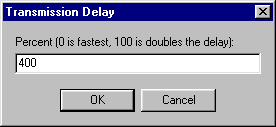 Transmission Delay
Percent (0 is fastest, 100 is doubles the delay):
400
OK Cancel